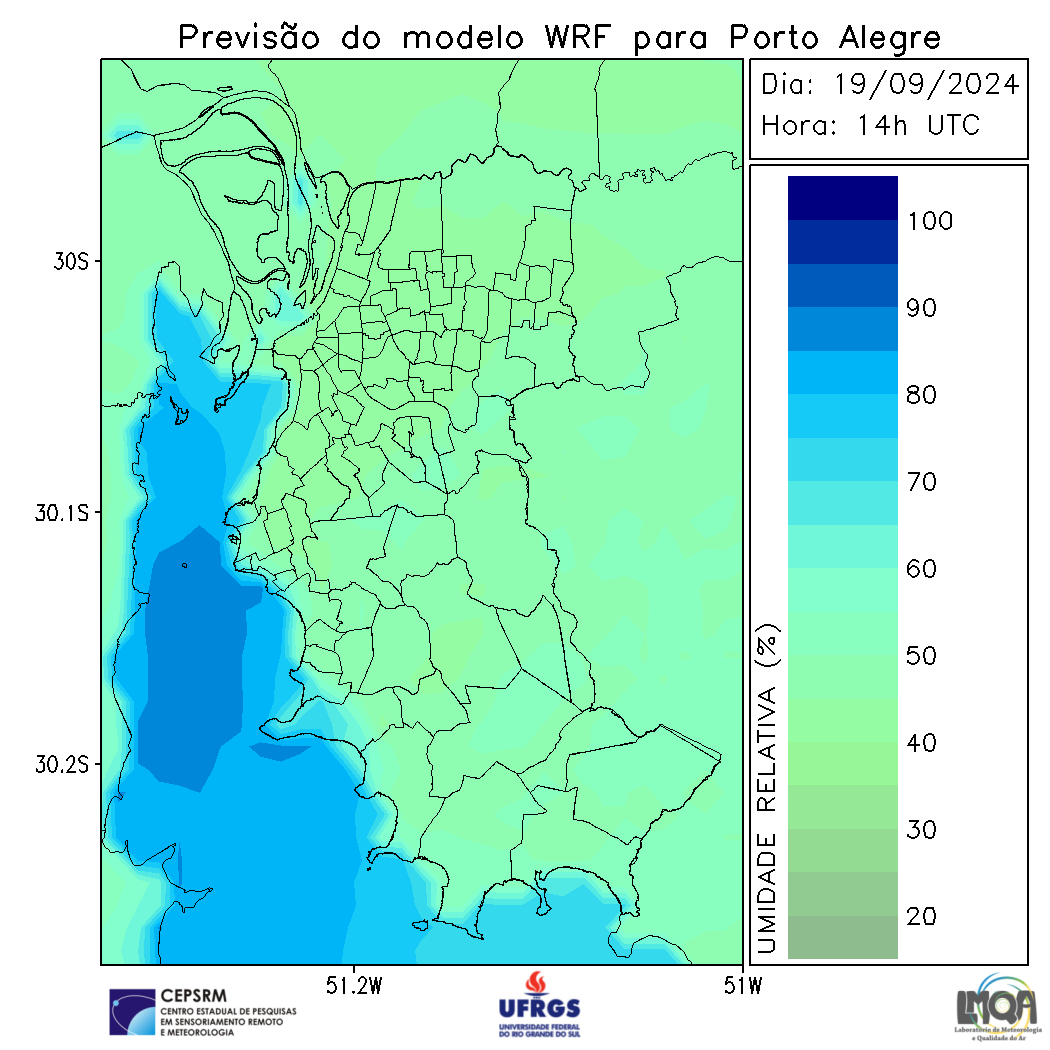 Previsão do modelo WRF para Porto Alegre
Dia: 19/09/2024
Hora: 14h UTC
30S
30.1S
30.2S
51.2W
51W
UMIDADE RELATIVA (%)
100
90
80
70
60
50
40
30
20
CEPSRM
CENTRO ESTADUAL DE PESQUISAS
EM SENSORIAMENTO REMOTO
E METEOROLOGIA
UFRGS
UNIVERSIDADE FEDERAL
DO RIO GRANDE DO SUL
LMQA
Laboratório de Meteorologia
e Qualidade do Ar